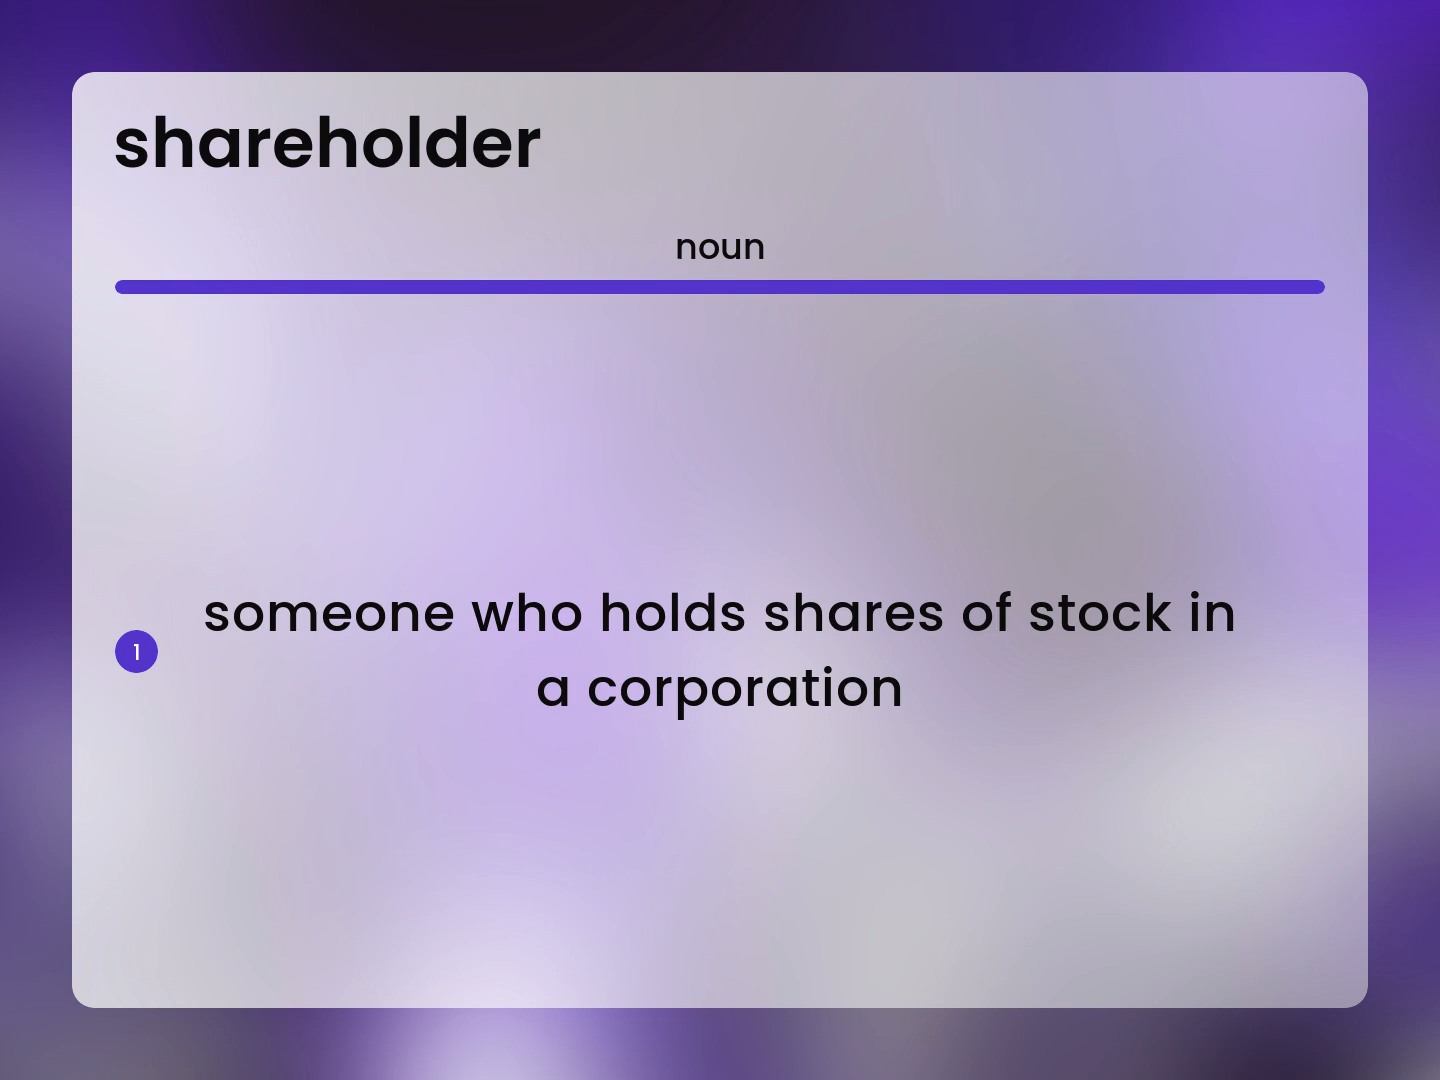 shareholder
noun
1
someone who holds shares of stock in
a corporation